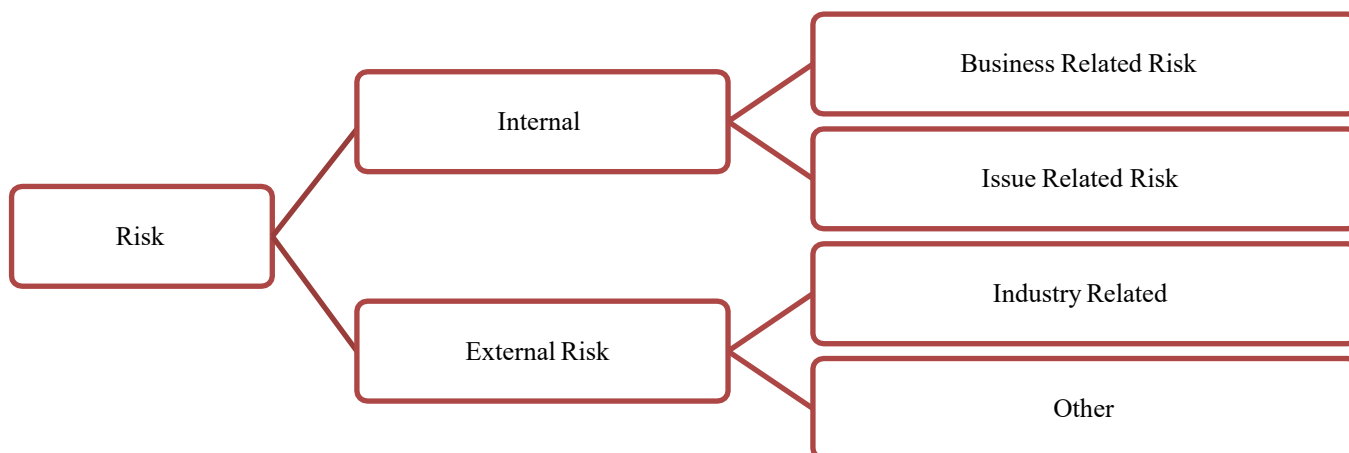 Risk
Internal
Business Related Risk
Issue Related Risk
External Risk
Industry Related
Other